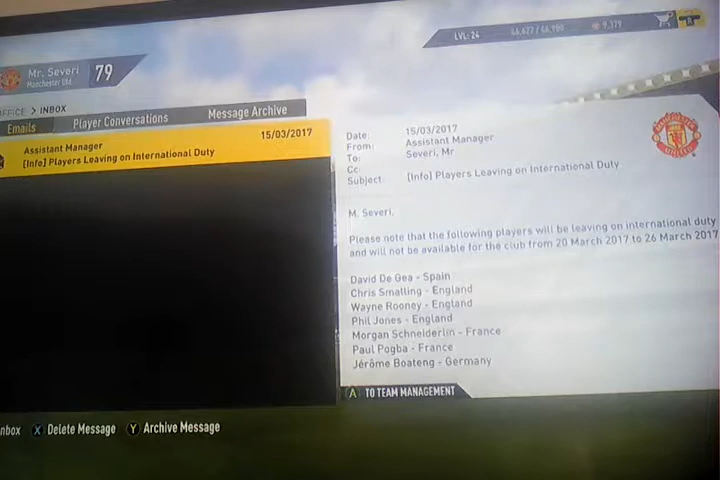 LVL: 24
9,379
Mr. Severi 79
Manchester Utd
OFFICE > INBOX
Emails Player Conversations Message Archive
Assistant Manager 15/03/2017
[Info] Players Leaving on International Duty
Date: 15/03/2017
From: Assistant Manager
To: Severi, Mr
Cc:
Subject: [Info] Players Leaving on International Duty
M. Severi,
Please note that the following players will be leaving on international duty
and will not be available for the club from 20 March 2017 to 26 March 2017
David De Gea - Spain
Chris Smalling - England
Wayne Rooney - England
Phil Jones - England
Morgan Schneiderlin - France
Paul Pogba - France
Jérôme Boateng - Germany
A TO TEAM MANAGEMENT
nbox X Delete Message Y Archive Message